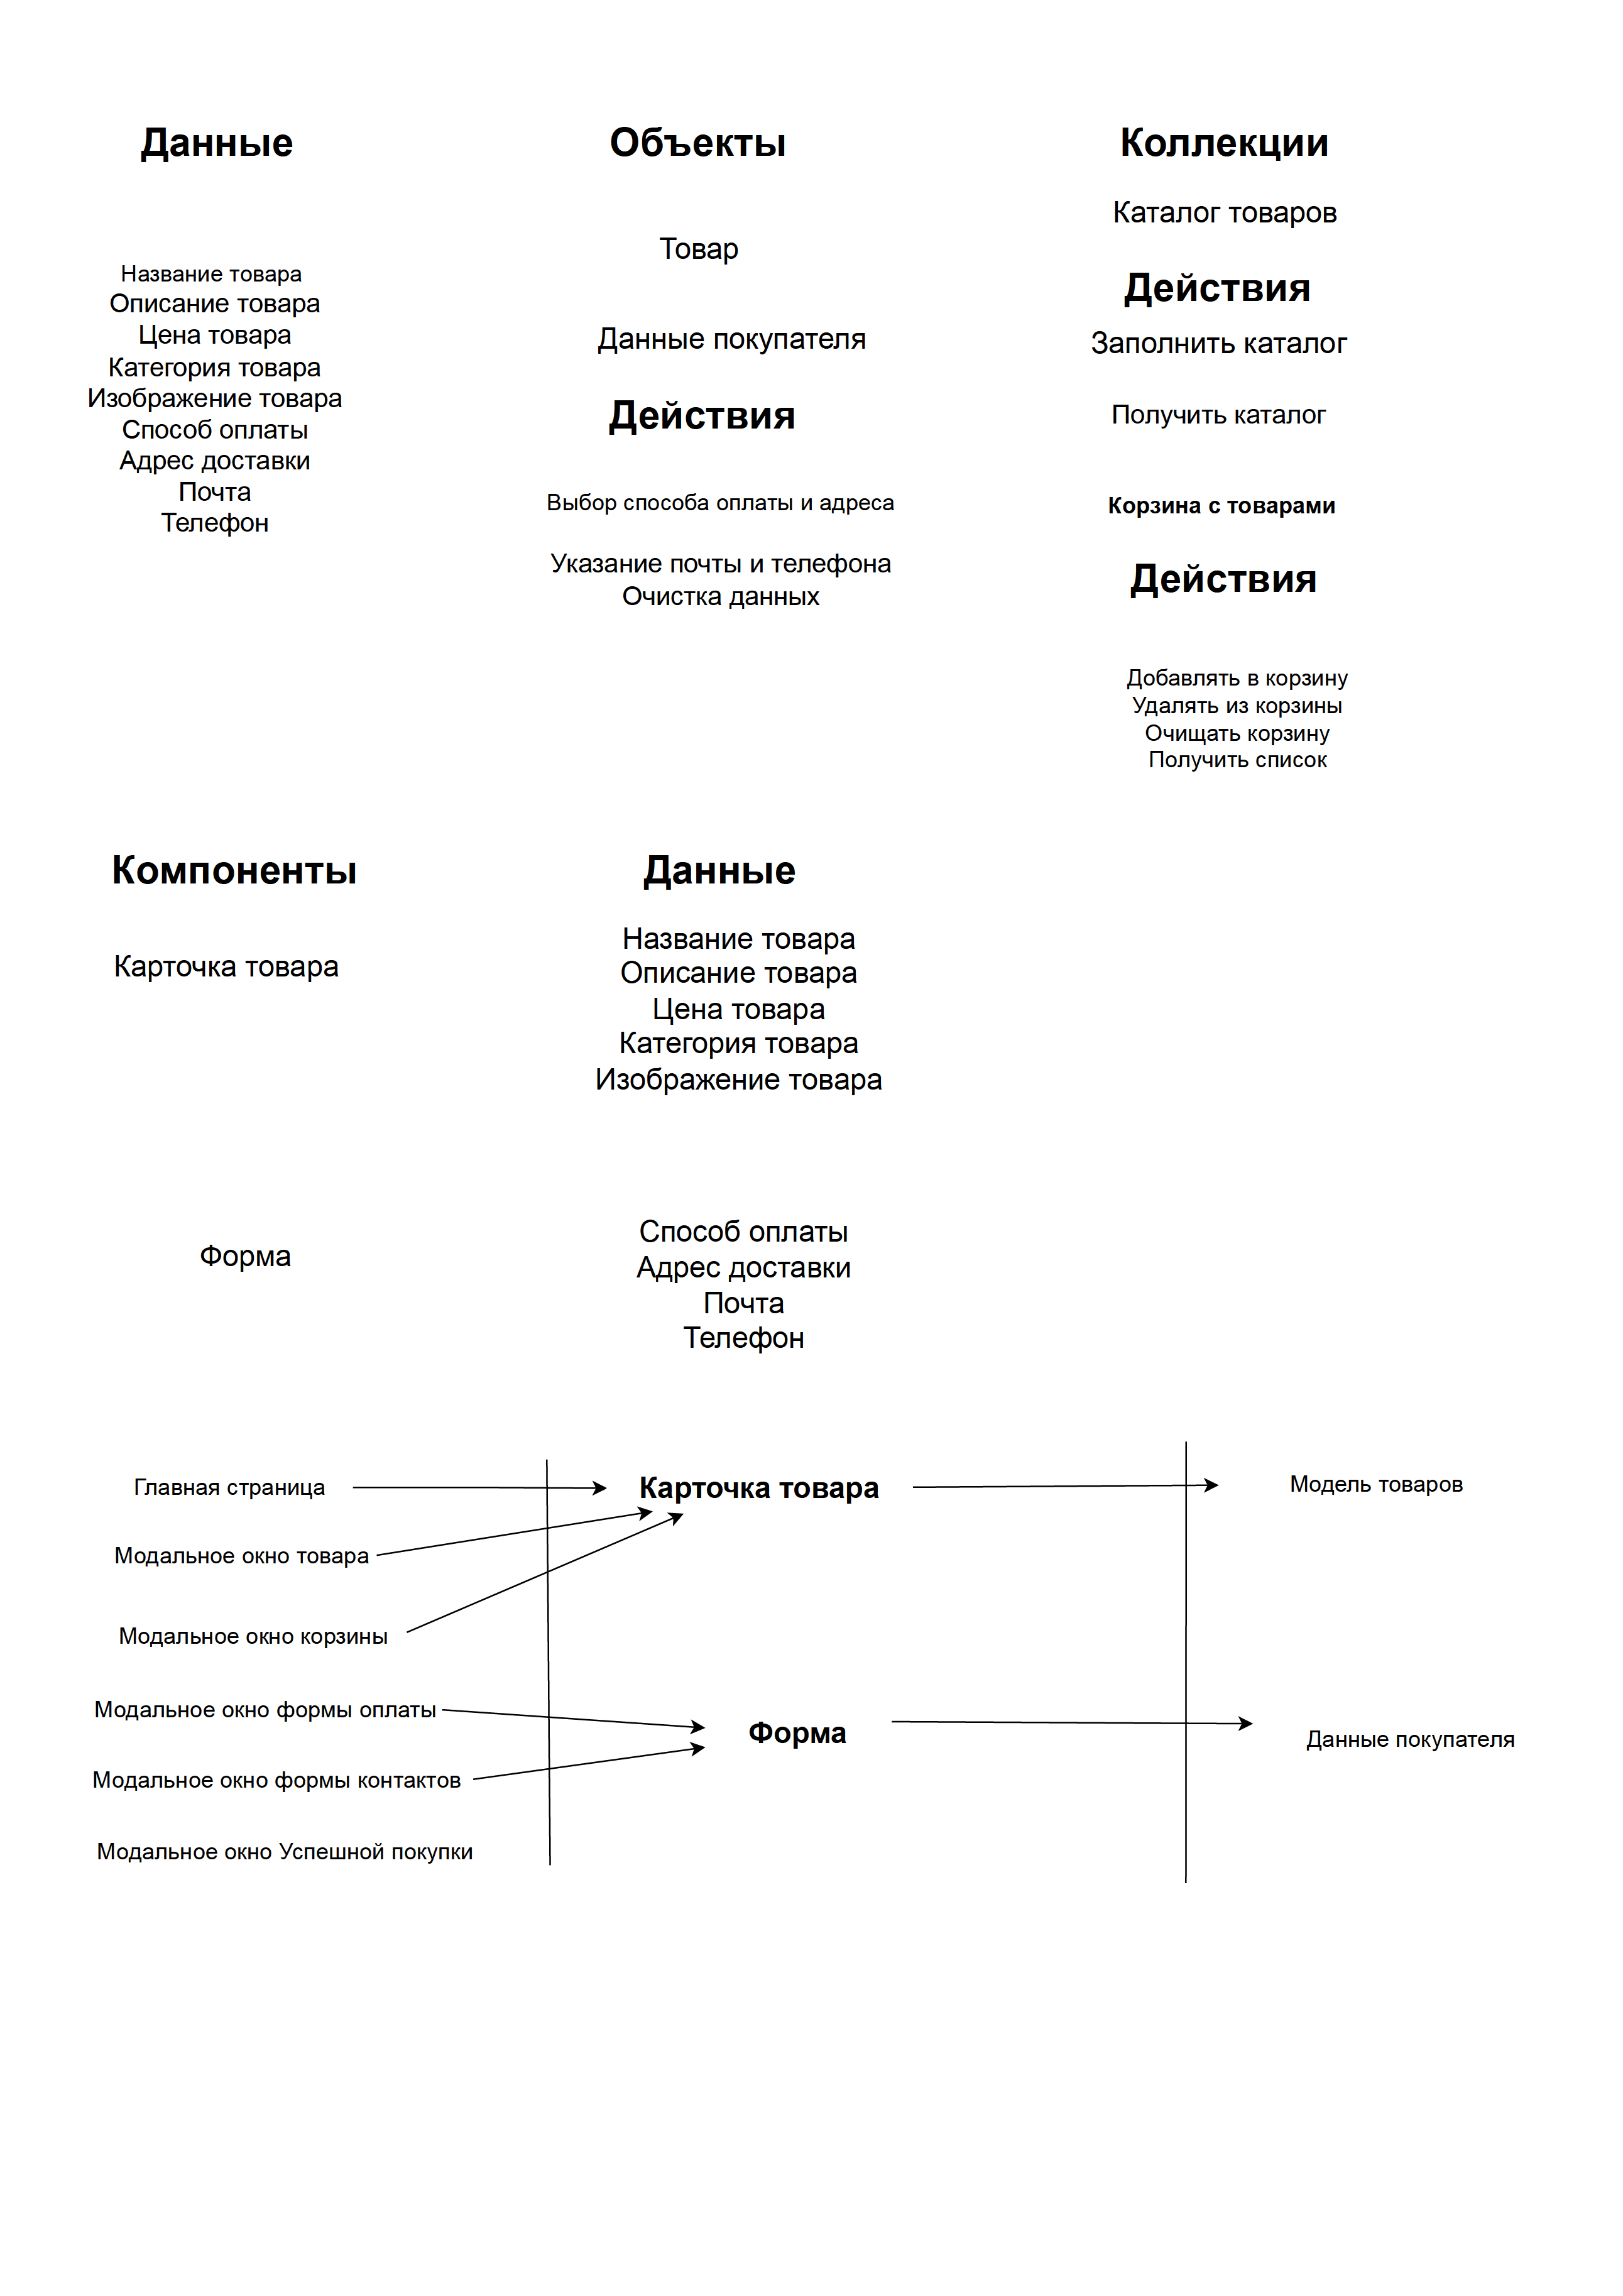 Данные
Название товара
Описание товара
Цена товара
Категория товара
Изображение товара
Способ оплаты
Адрес доставки
Почта
Телефон
Объекты
Товар
Данные покупателя
Действия
Выбор способа оплаты и адреса
Указание почты и телефона
Очистка данных
Коллекции
Каталог товаров
Действия
Заполнить каталог
Получить каталог
Корзина с товарами
Действия
Добавлять в корзину
Удалять из корзины
Очищать корзину
Получить список
Компоненты
Данные
Карточка товара
Название товара
Описание товара
Цена товара
Категория товара
Изображение товара
Форма
Способ оплаты
Адрес доставки
Почта
Телефон
Главная страница
Модальное окно товара
Модальное окно корзины
Модальное окно формы оплаты
Модальное окно формы контактов
Модальное окно Успешной покупки
Карточка товара
Форма
Модель товаров
Данные покупателя